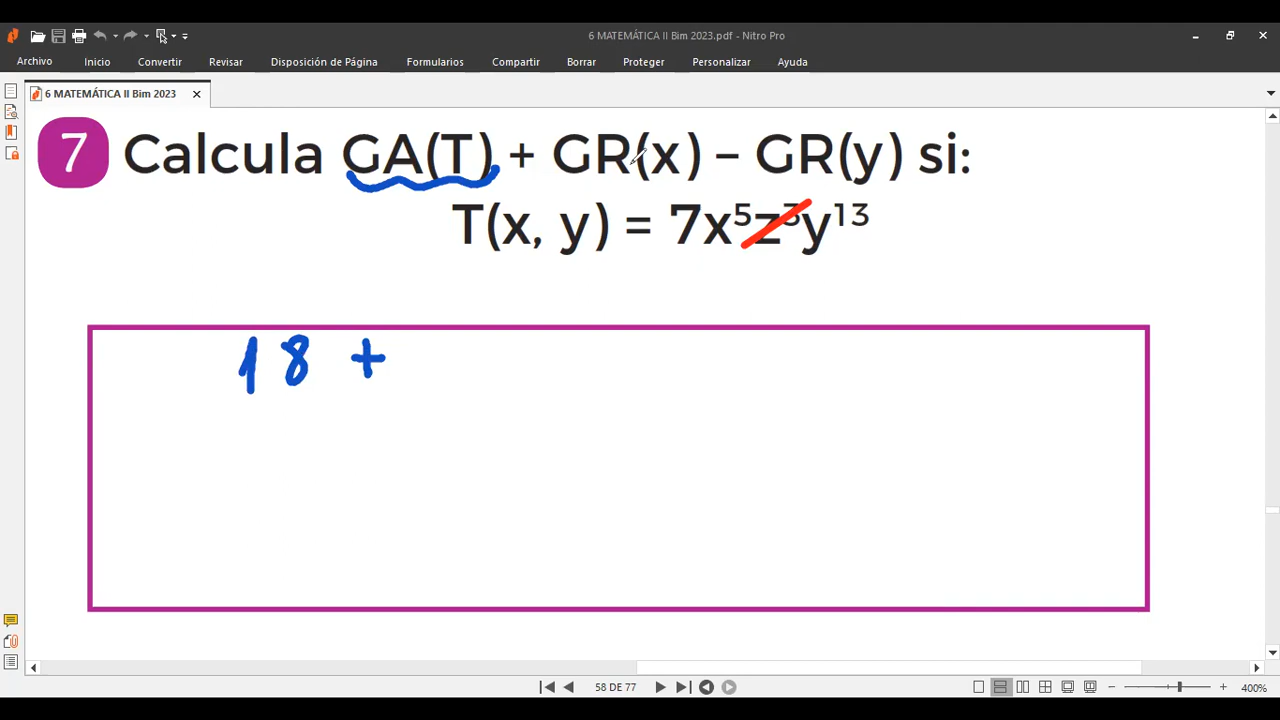 6 MATEMÁTICA II Bim 2023.pdf - Nitro Pro
Archivo Inicio Convertir Revisar Disposición de Página Formularios Compartir Borrar Proteger Personalizar Ayuda
6 MATEMÁTICA II Bim 2023
7 Calcula GA(T) + GR(x) – GR(y) si:
T(x, y) = 7x⁵z³y¹³
18 +
58 DE 77
400%